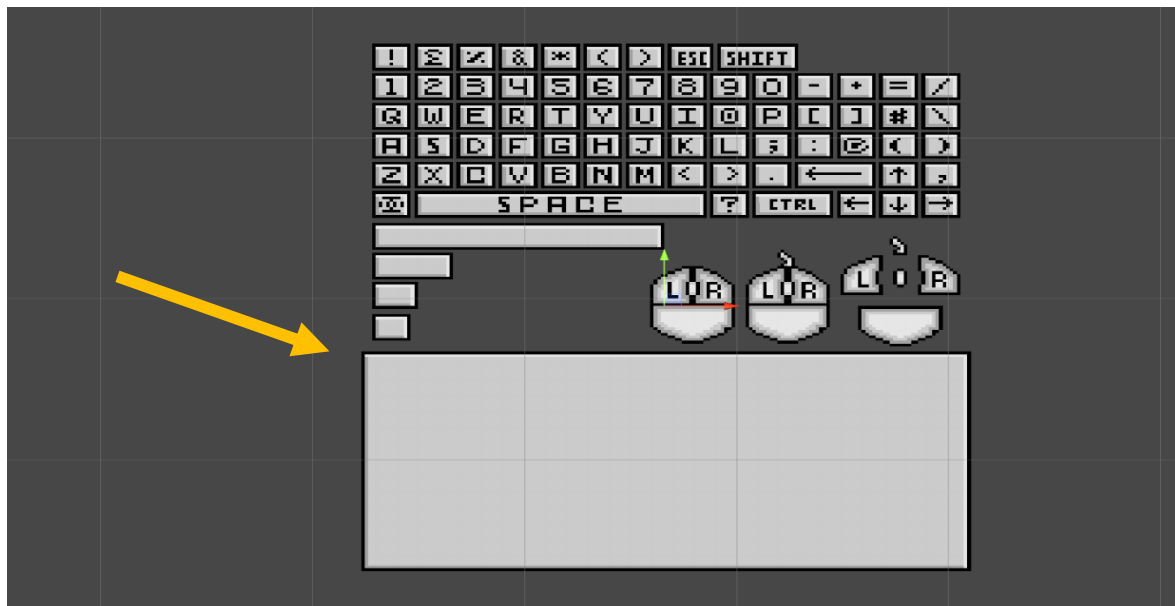 ! Σ % & * < > ESC SHIFT
1 2 3 4 5 6 7 8 9 0 - + = /
Q W E R T Y U I O P [ ] # \
A S D F G H J K L ; : @ ( )
Z X C V B N M < > . ← ↑ ,
SPACE ? CTRL ← ↓ →
L O R L O R L O R